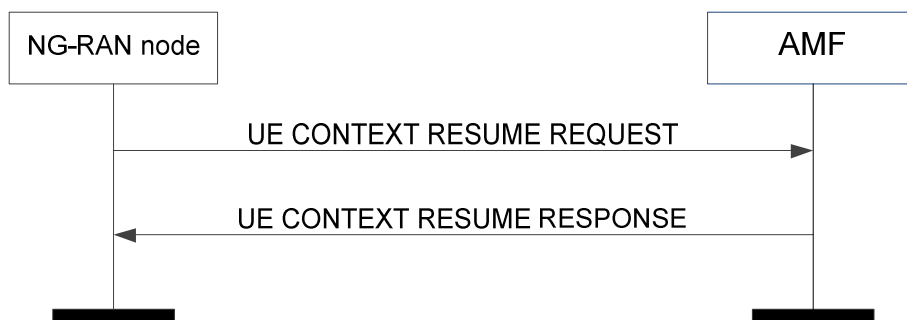 NG-RAN node
AMF
UE CONTEXT RESUME REQUEST
UE CONTEXT RESUME RESPONSE